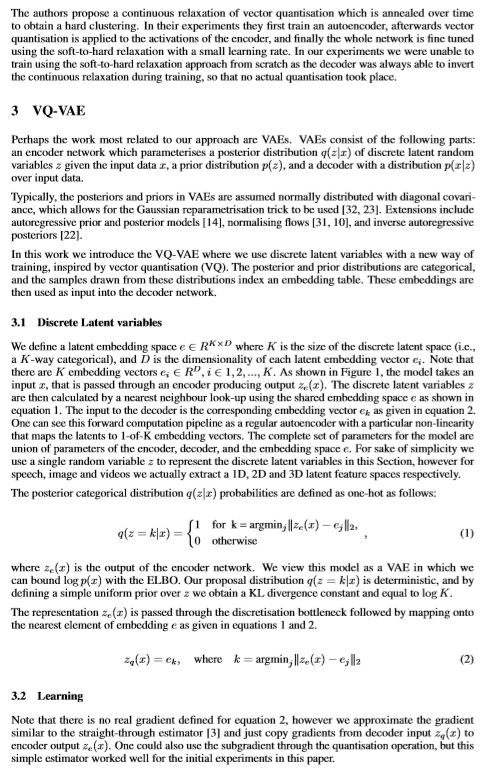 The authors propose a continuous relaxation of vector quantisation which is annealed over time
to obtain a hard clustering. In their experiments they first train an autoencoder, afterwards vector
quantisation is applied to the activations of the encoder, and finally the whole network is fine tuned
using the soft-to-hard relaxation with a small learning rate. In our experiments we were unable to
train using the soft-to-hard relaxation approach from scratch as the decoder was always able to invert
the continuous relaxation during training, so that no actual quantisation took place.
3 VQ-VAE
Perhaps the work most related to our approach are VAEs. VAEs consist of the following parts:
an encoder network which parameterises a posterior distribution q(z|x) of discrete latent random
variables z given the input data x, a prior distribution p(z), and a decoder with a distribution p(x|z)
over input data.
Typically, the posteriors and priors in VAEs are assumed normally distributed with diagonal covari-
ance, which allows for the Gaussian reparametrisation trick to be used [32, 23]. Extensions include
autoregressive prior and posterior models [14], normalising flows [31, 10], and inverse autoregressive
posteriors [22].
In this work we introduce the VQ-VAE where we use discrete latent variables with a new way of
training, inspired by vector quantisation (VQ). The posterior and prior distributions are categorical,
and the samples drawn from these distributions index an embedding table. These embeddings are
then used as input into the decoder network.
3.1 Discrete Latent variables
We define a latent embedding space e ∈ R^{K×D} where K is the size of the discrete latent space (i.e.,
a K-way categorical), and D is the dimensionality of each latent embedding vector e_i. Note that
there are K embedding vectors e_i ∈ R^D, i ∈ 1, 2, ..., K. As shown in Figure 1, the model takes an
input x, that is passed through an encoder producing output z_e(x). The discrete latent variables z
are then calculated by a nearest neighbour look-up using the shared embedding space e as shown in
equation 1. The input to the decoder is the corresponding embedding vector e_k as given in equation 2.
One can see this forward computation pipeline as a regular autoencoder with a particular non-linearity
that maps the latents to 1-of-K embedding vectors. The complete set of parameters for the model are
union of parameters of the encoder, decoder, and the embedding space e. For sake of simplicity we
use a single random variable z to represent the discrete latent variables in this Section, however for
speech, image and videos we actually extract a 1D, 2D and 3D latent feature spaces respectively.
The posterior categorical distribution q(z|x) probabilities are defined as one-hot as follows:
q(z = k|x) = { 1 for k = argmin_j ‖z_e(x) − e_j‖_2,
0 otherwise , (1)
where z_e(x) is the output of the encoder network. We view this model as a VAE in which we
can bound log p(x) with the ELBO. Our proposal distribution q(z = k|x) is deterministic, and by
defining a simple uniform prior over z we obtain a KL divergence constant and equal to log K.
The representation z_e(x) is passed through the discretisation bottleneck followed by mapping onto
the nearest element of embedding e as given in equations 1 and 2.
z_q(x) = e_k, where k = argmin_j ‖z_e(x) − e_j‖_2 (2)
3.2 Learning
Note that there is no real gradient defined for equation 2, however we approximate the gradient
similar to the straight-through estimator [3] and just copy gradients from decoder input z_q(x) to
encoder output z_e(x). One could also use the subgradient through the quantisation operation, but this
simple estimator worked well for the initial experiments in this paper.